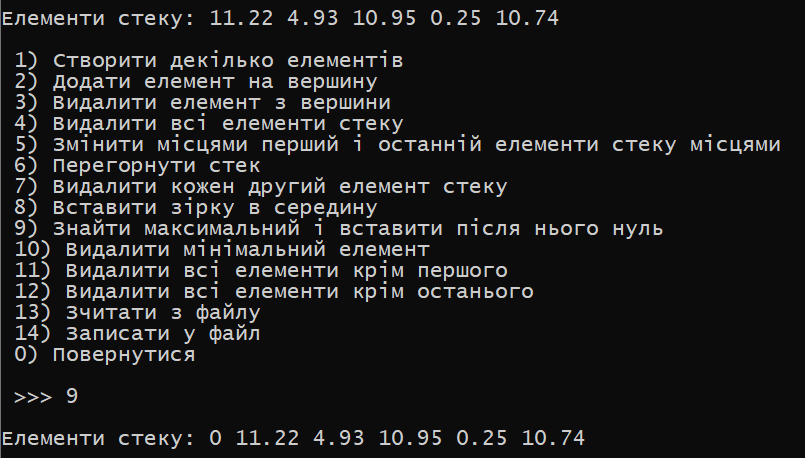 Елементи стеку: 11.22 4.93 10.95 0.25 10.74
1) Створити декілько елементів
2) Додати елемент на вершину
3) Видалити елемент з вершини
4) Видалити всі елементи стеку
5) Змінити місцями перший і останній елементи стеку місцями
6) Перегорнути стек
7) Видалити кожен другий елемент стеку
8) Вставити зірку в середину
9) Знайти максимальний і вставити після нього нуль
10) Видалити мінімальний елемент
11) Видалити всі елементи крім першого
12) Видалити всі елементи крім останього
13) Зчитати з файлу
14) Записати у файл
0) Повернутися
>>> 9
Елементи стеку: 0 11.22 4.93 10.95 0.25 10.74